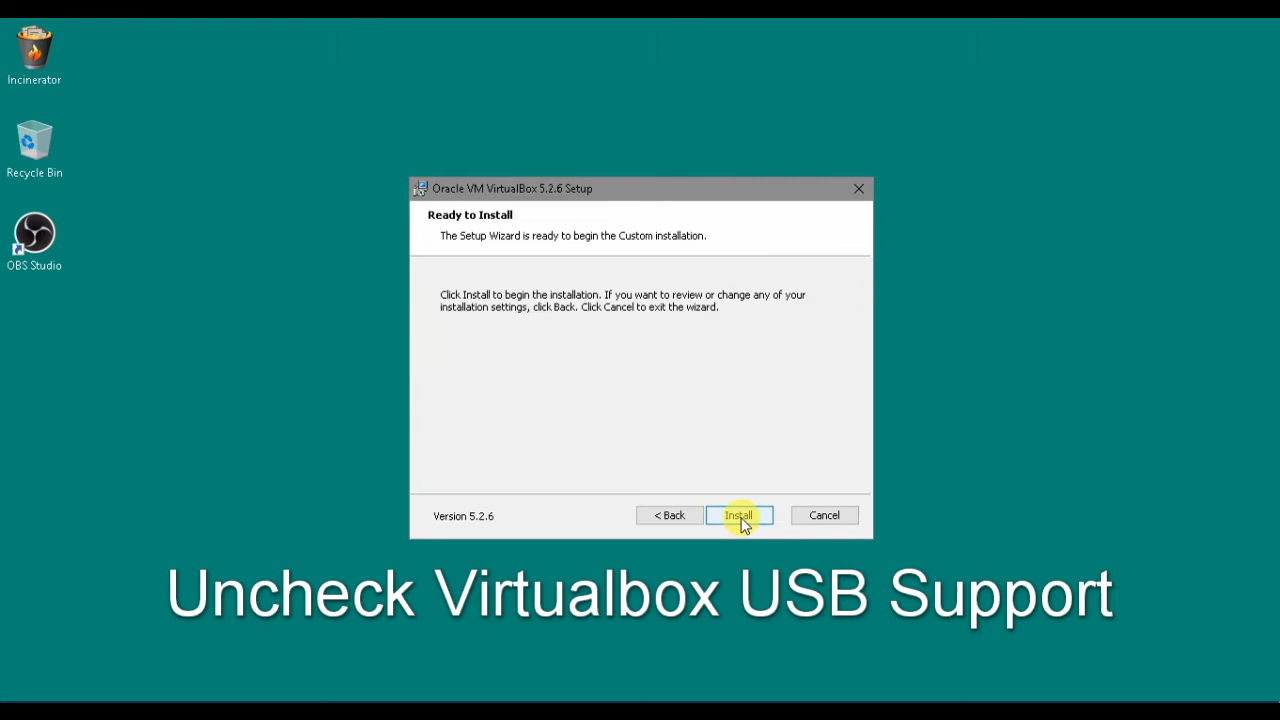 Incinerator
Recycle Bin
OBS Studio
Oracle VM VirtualBox 5.2.6 Setup
Ready to Install
The Setup Wizard is ready to begin the Custom installation.
Click Install to begin the installation. If you want to review or change any of your
installation settings, click Back. Click Cancel to exit the wizard.
Version 5.2.6
< Back
Install
Cancel
Uncheck Virtualbox USB Support